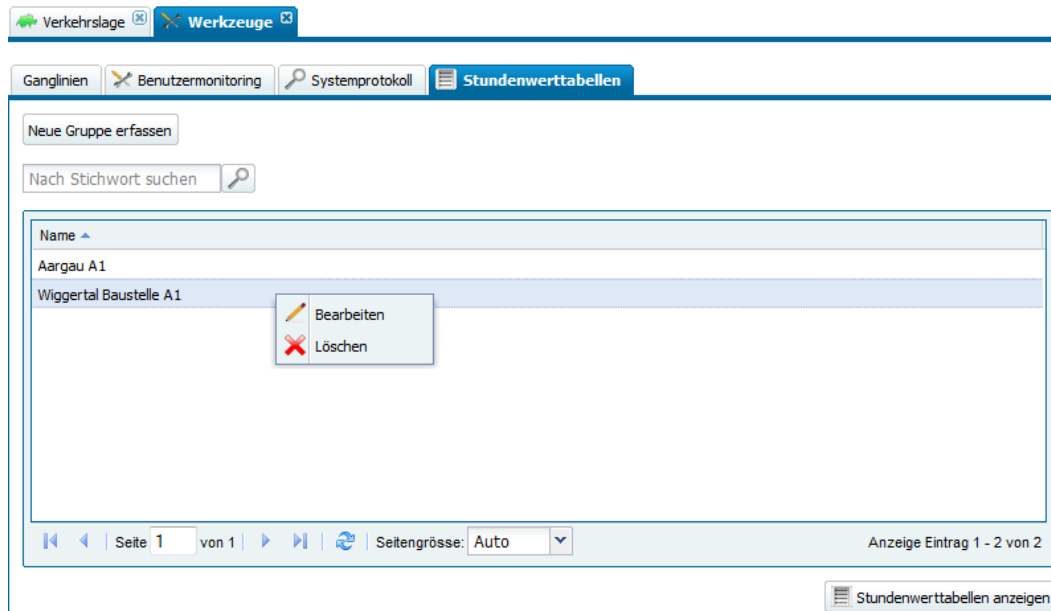 Verkehrslage Werkzeuge
Ganglinien Benutzermonitoring Systemprotokoll Stundenwerttabellen
Neue Gruppe erfassen
Nach Stichwort suchen
Name
Aargau A1
Wiggertal Baustelle A1
Bearbeiten
Löschen
Seite 1 von 1 Seitengrösse: Auto Anzeige Eintrag 1 - 2 von 2
Stundenwerttabellen anzeigen